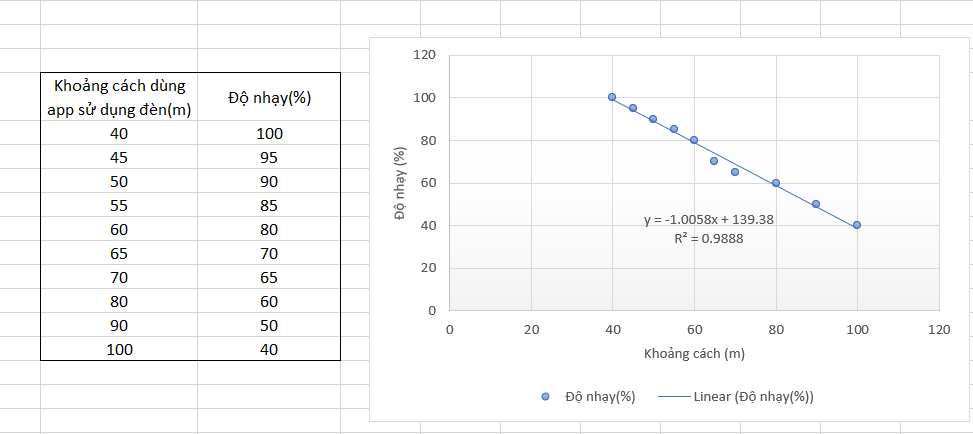 Khoảng cách dùng
app sử dụng đèn(m)
Độ nhạy(%)
40 100
45 95
50 90
55 85
60 80
65 70
70 65
80 60
90 50
100 40
120
100
80
60
40
20
0
Độ nhạy (%)
y = -1.0058x + 139.38
R² = 0.9888
0 20 40 60 80 100 120
Khoảng cách (m)
Độ nhạy(%) Linear (Độ nhạy(%))